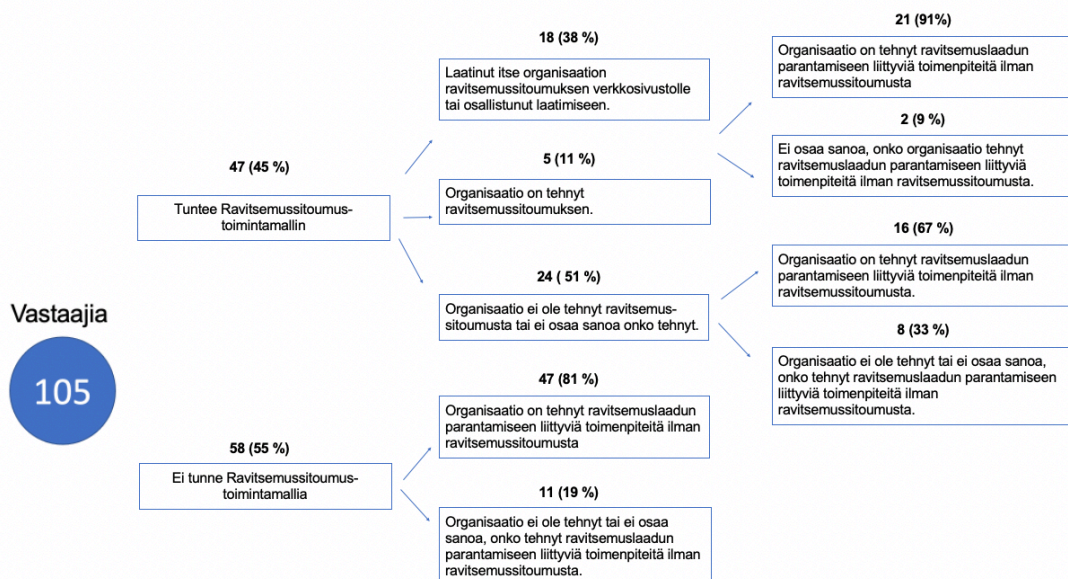 Vastaajia
105
47 (45 %)
Tuntee Ravitsemussitoumus-
toimintamallin
58 (55 %)
Ei tunne Ravitsemussitoumus-
toimintamallia
18 (38 %)
Laatinut itse organisaation
ravitsemussitoumuksen verkkosivustolle
tai osallistunut laatimiseen.
5 (11 %)
Organisaatio on tehnyt
ravitsemussitoumuksen.
24 ( 51 %)
Organisaatio ei ole tehnyt ravitsemus-
sitoumusta tai ei osaa sanoa onko tehnyt.
47 (81 %)
Organisaatio on tehnyt ravitsemuslaadun
parantamiseen liittyviä toimenpiteitä ilman
ravitsemussitoumusta
11 (19 %)
Organisaatio ei ole tehnyt tai ei osaa
sanoa, onko tehnyt ravitsemuslaadun
parantamiseen liittyviä toimenpiteitä ilman
ravitsemussitoumusta.
21 (91%)
Organisaatio on tehnyt ravitsemuslaadun
parantamiseen liittyviä toimenpiteitä ilman
ravitsemussitoumusta
2 (9 %)
Ei osaa sanoa, onko organisaatio tehnyt
ravitsemuslaadun parantamiseen liittyviä
toimenpiteitä ilman ravitsemussitoumusta.
16 (67 %)
Organisaatio on tehnyt ravitsemuslaadun
parantamiseen liittyviä toimenpiteitä ilman
ravitsemussitoumusta.
8 (33 %)
Organisaatio ei ole tehnyt tai ei osaa sanoa,
onko tehnyt ravitsemuslaadun parantamiseen
liittyviä toimenpiteitä ilman
ravitsemussitoumusta.